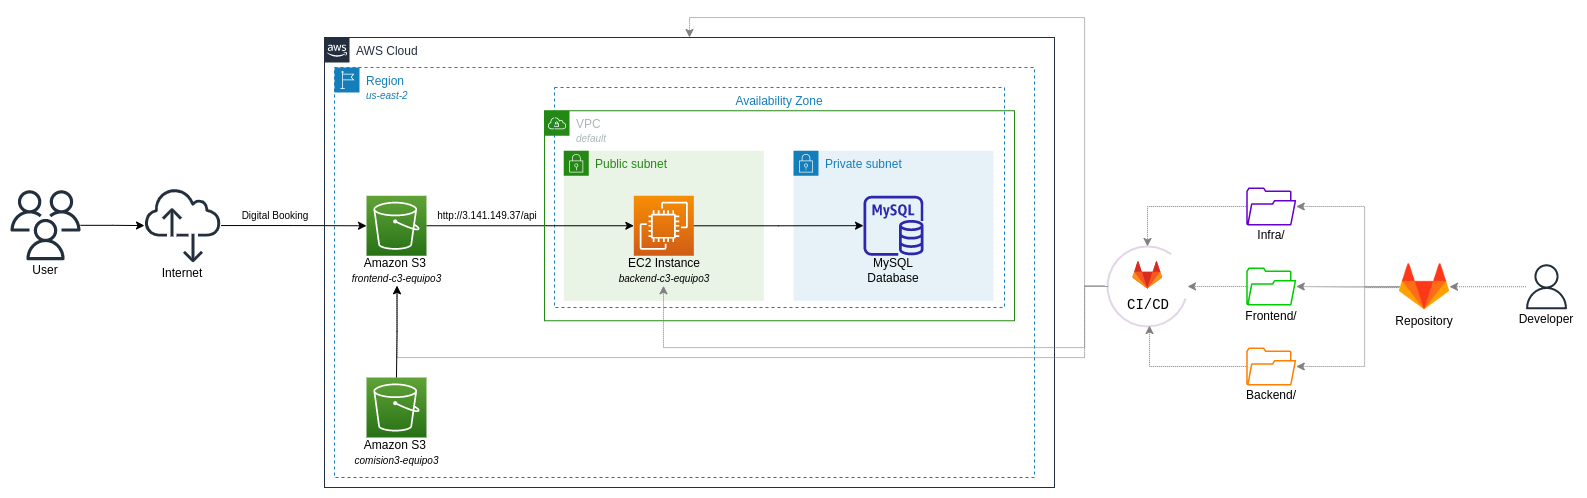 aws
AWS Cloud
Region
us-east-2
Availability Zone
VPC
default
Public subnet
Private subnet
User
Internet
Digital Booking
Amazon S3
frontend-c3-equipo3
http://3.141.149.37/api
EC2 Instance
backend-c3-equipo3
MySQL
MySQL
Database
Amazon S3
comision3-equipo3
CI/CD
Infra/
Frontend/
Backend/
Repository
Developer